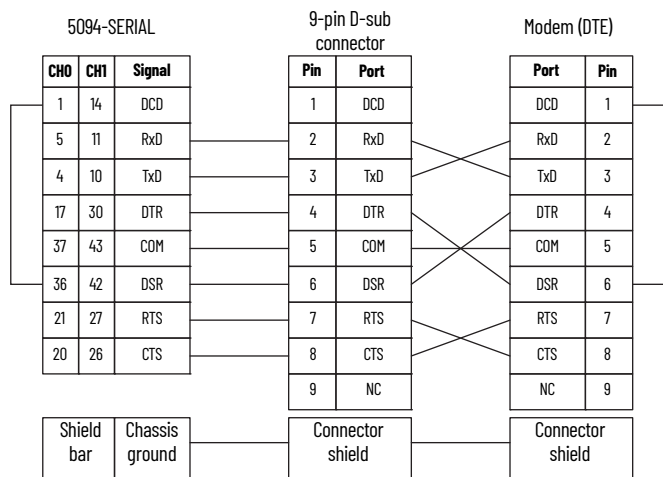 5094-SERIAL 9-pin D-sub connector Modem (DTE)
CH0 CH1 Signal Pin Port Port Pin
1 14 DCD 1 DCD DCD 1
5 11 RxD 2 RxD RxD 2
4 10 TxD 3 TxD TxD 3
17 30 DTR 4 DTR DTR 4
37 43 COM 5 COM COM 5
36 42 DSR 6 DSR DSR 6
21 27 RTS 7 RTS RTS 7
20 26 CTS 8 CTS CTS 8
9 NC NC 9
Shield bar Chassis ground Connector shield Connector shield